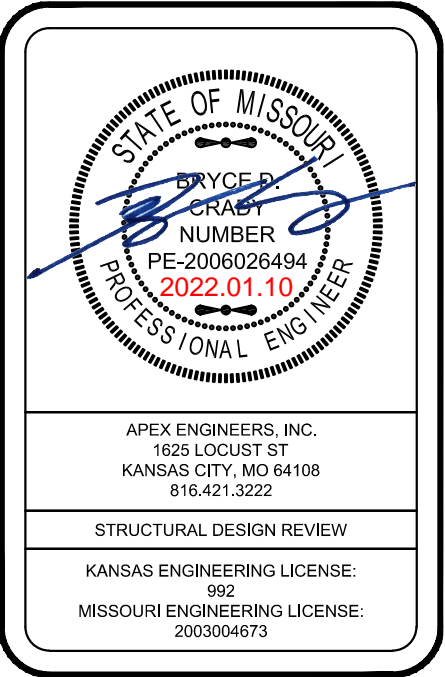 STATE OF MISSOURI
BRYCE D.
CRADY
NUMBER
PE-2006026494
2022.01.10
PROFESSIONAL ENGINEER
APEX ENGINEERS, INC.
1625 LOCUST ST
KANSAS CITY, MO 64108
816.421.3222
STRUCTURAL DESIGN REVIEW
KANSAS ENGINEERING LICENSE:
992
MISSOURI ENGINEERING LICENSE:
2003004673